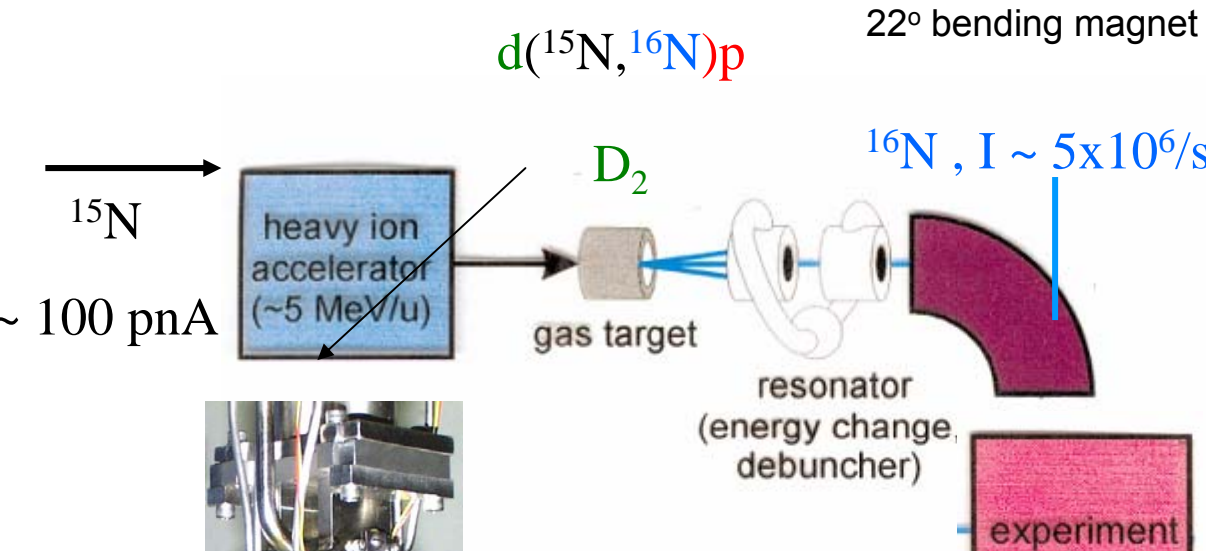 22° bending magnet
d(¹⁵N,¹⁶N)p
¹⁶N , I ~ 5x10⁶/s
D₂
¹⁵N
heavy ion
accelerator
(~5 MeV/u)
~ 100 pnA
gas target
resonator
(energy change,
debuncher)
experiment